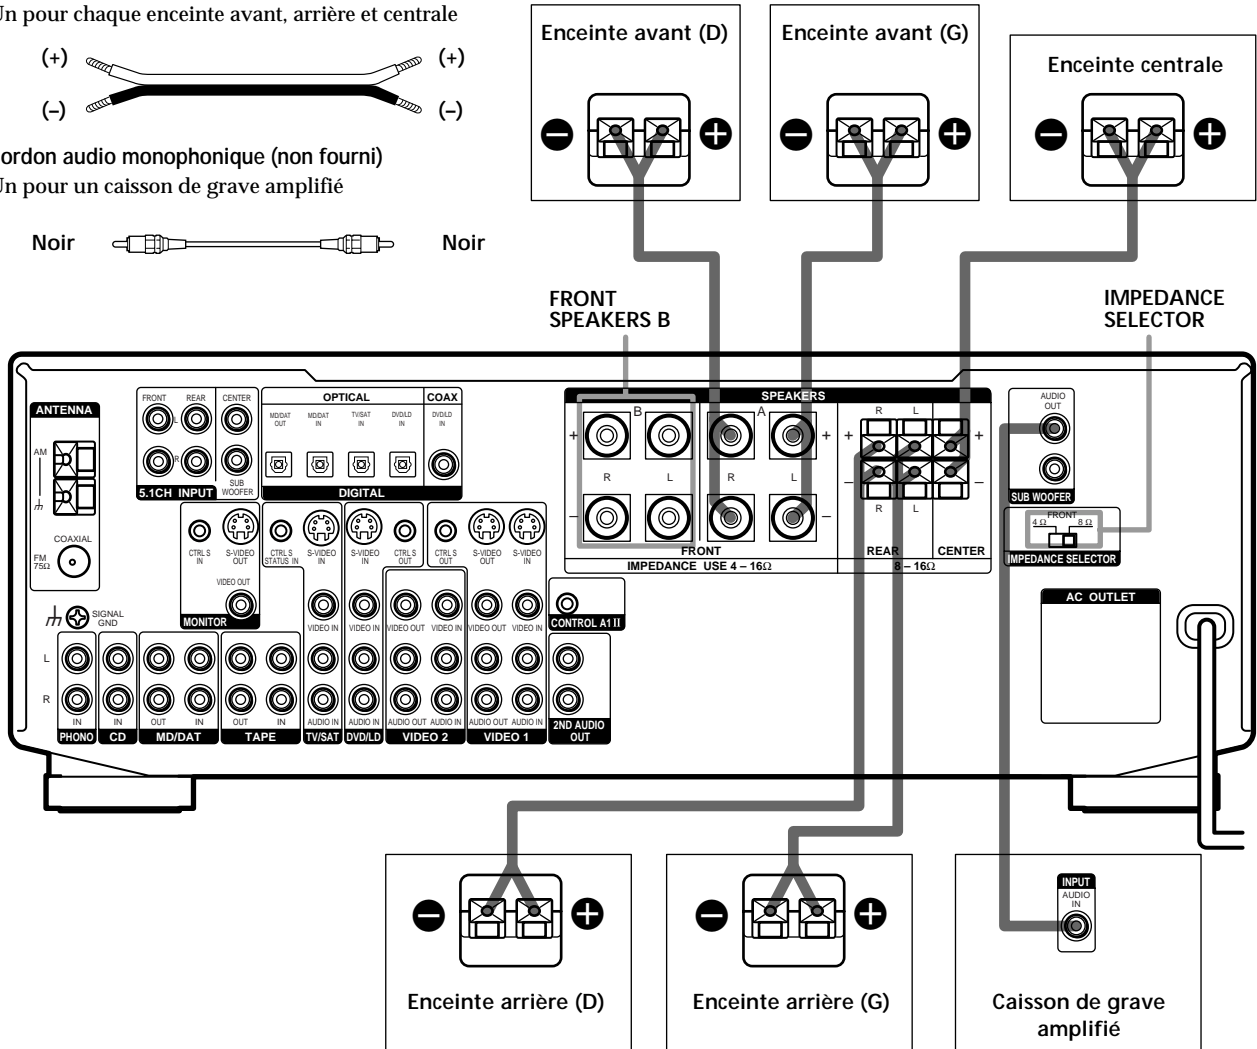 Un pour chaque enceinte avant, arrière et centrale
(+) (+)
(–) (–)
ordon audio monophonique (non fourni)
Un pour un caisson de grave amplifié
Noir Noir
Enceinte avant (D)
Enceinte avant (G)
Enceinte centrale
FRONT
SPEAKERS B
IMPEDANCE
SELECTOR
ANTENNA
AM
COAXIAL
FM
75Ω
SIGNAL
GND
FRONT REAR CENTER
L
R
SUB
WOOFER
5.1CH INPUT
OPTICAL COAX
MD/DAT
OUT
MD/DAT
IN
TV/SAT
IN
DVD/LD
IN
DVD/LD
IN
DIGITAL
CTRL S
IN
S-VIDEO
OUT
VIDEO OUT
MONITOR
CTRL S
STATUS IN
S-VIDEO
IN
S-VIDEO
IN
CTRL S
OUT
CTRL S
OUT
S-VIDEO
OUT
S-VIDEO
IN
VIDEO IN VIDEO IN VIDEO OUT VIDEO IN VIDEO OUT VIDEO IN
CONTROL A1 II
L
R
IN IN OUT IN OUT IN AUDIO IN AUDIO IN AUDIO OUT AUDIO IN AUDIO OUT AUDIO IN
PHONO CD MD/DAT TAPE TV/SAT DVD/LD VIDEO 2 VIDEO 1
2ND AUDIO
OUT
SPEAKERS
B A
R L
+ + + +
R L R L
– – – –
R L
FRONT REAR CENTER
IMPEDANCE USE 4 – 16Ω 8 – 16Ω
AUDIO
OUT
SUB WOOFER
FRONT
4 Ω 8 Ω
IMPEDANCE SELECTOR
AC OUTLET
INPUT
AUDIO
IN
Enceinte arrière (D)
Enceinte arrière (G)
Caisson de grave
amplifié